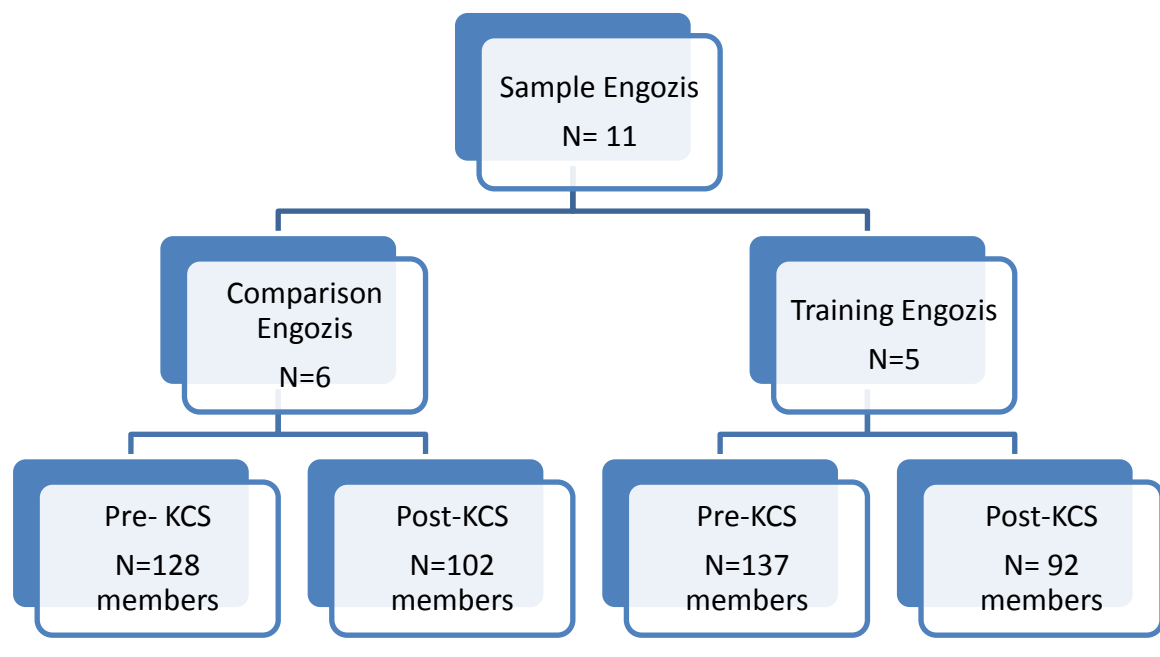 Sample Engozis
N= 11
Comparison
Engozis
N=6
Training Engozis
N=5
Pre- KCS
N=128
members
Post-KCS
N=102
members
Pre-KCS
N=137
members
Post-KCS
N= 92
members